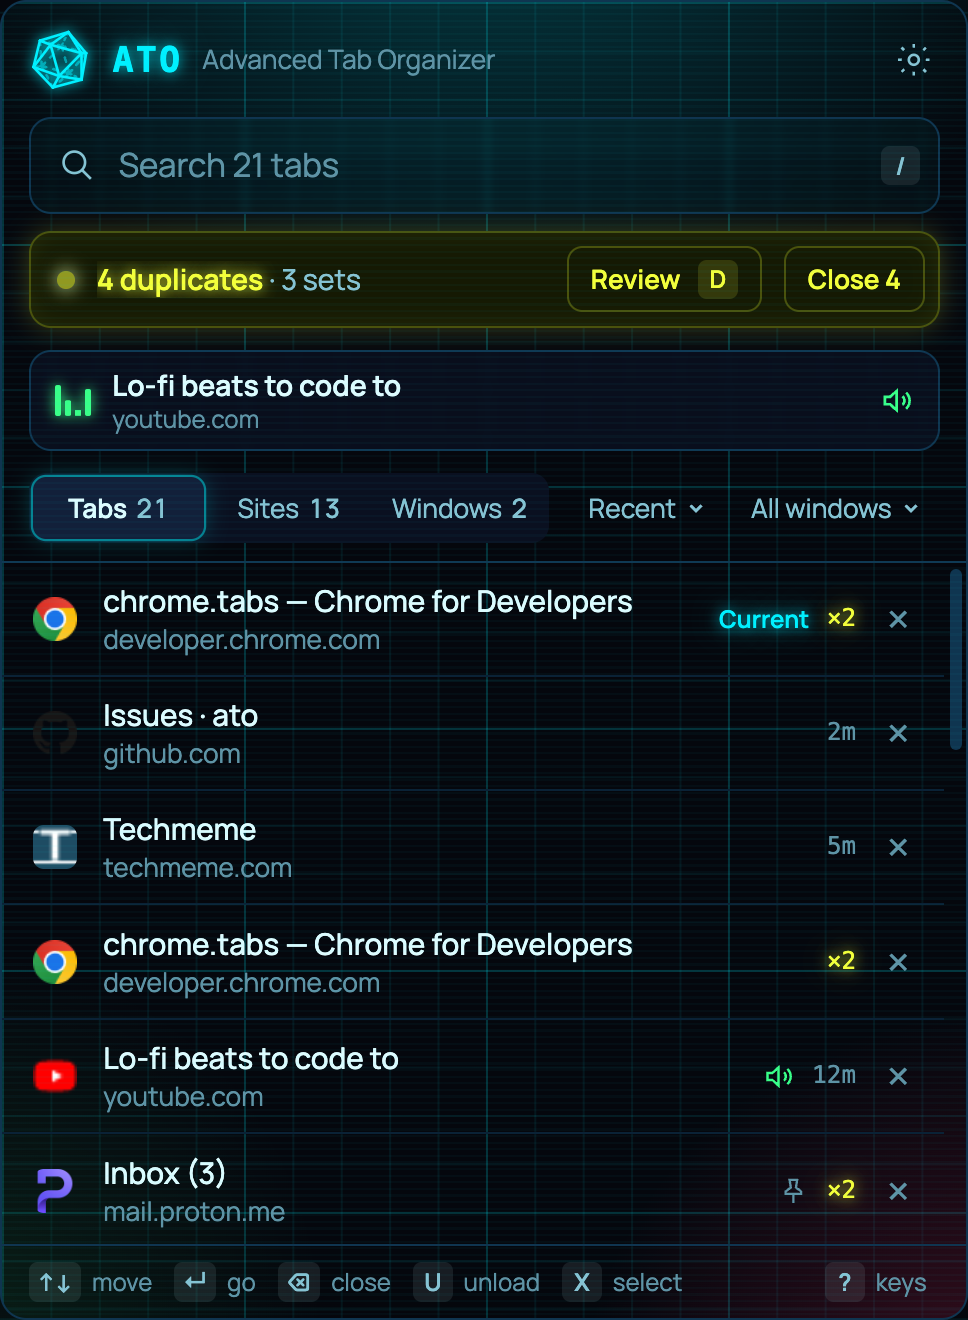 ATO Advanced Tab Organizer
Search 21 tabs /
4 duplicates · 3 sets Review D Close 4
Lo-fi beats to code to
youtube.com
Tabs 21 Sites 13 Windows 2 Recent All windows
chrome.tabs — Chrome for Developers
developer.chrome.com
Current ×2 ×
Issues · ato
github.com
2m ×
Techmeme
techmeme.com
5m ×
chrome.tabs — Chrome for Developers
developer.chrome.com
×2 ×
Lo-fi beats to code to
youtube.com
12m ×
Inbox (3)
mail.proton.me
×2 ×
↑↓ move ↵ go ⌫ close U unload X select ? keys